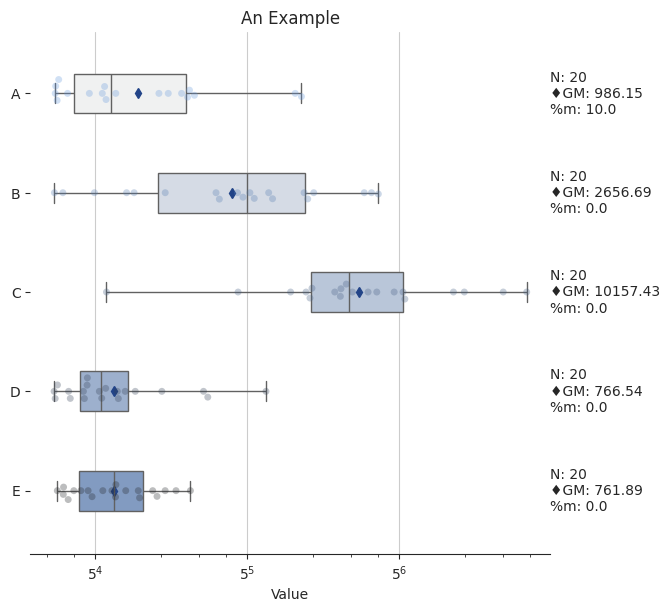 An Example
A
N: 20
♦GM: 986.15
%m: 10.0
B
N: 20
♦GM: 2656.69
%m: 0.0
C
N: 20
♦GM: 10157.43
%m: 0.0
D
N: 20
♦GM: 766.54
%m: 0.0
E
N: 20
♦GM: 761.89
%m: 0.0
5⁴ 5⁵ 5⁶
Value